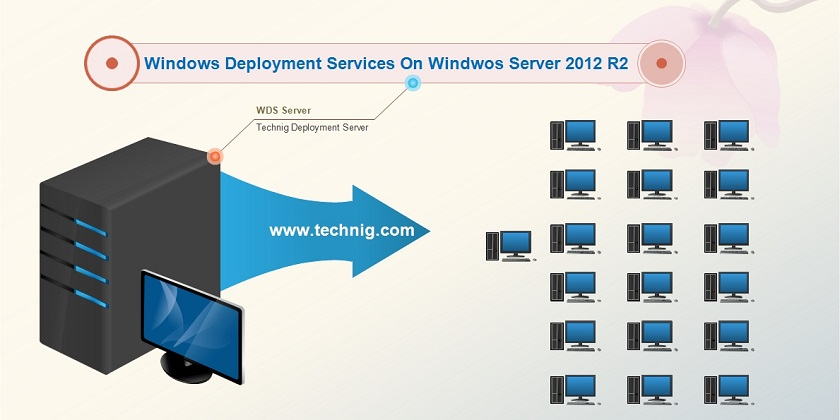 Windows Deployment Services On Windwos Server 2012 R2
WDS Server
Technig Deployment Server
www.technig.com